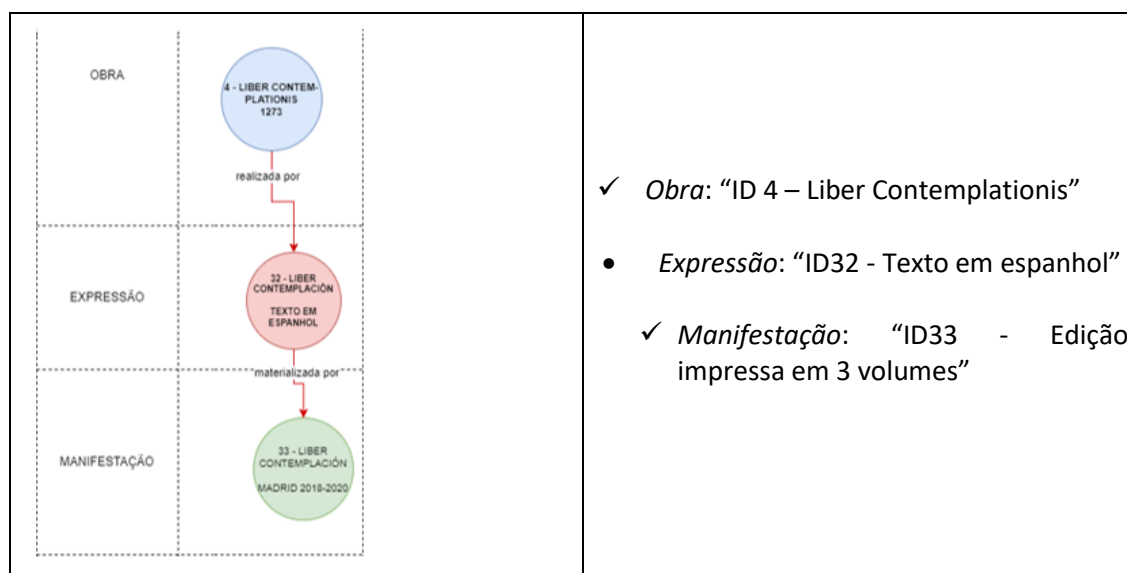 OBRA
4 - LIBER CONTEM-
PLATIONIS
1273
realizada por
EXPRESSÃO
32 - LIBER
CONTEMPLACIÓN
TEXTO EM
ESPANHOL
materializada por
MANIFESTAÇÃO
33 - LIBER
CONTEMPLACIÓN
MADRID 2018-2020
✓ Obra: “ID 4 – Liber Contemplationis”
• Expressão: “ID32 - Texto em espanhol”
✓ Manifestação: “ID33 - Edição
impressa em 3 volumes”